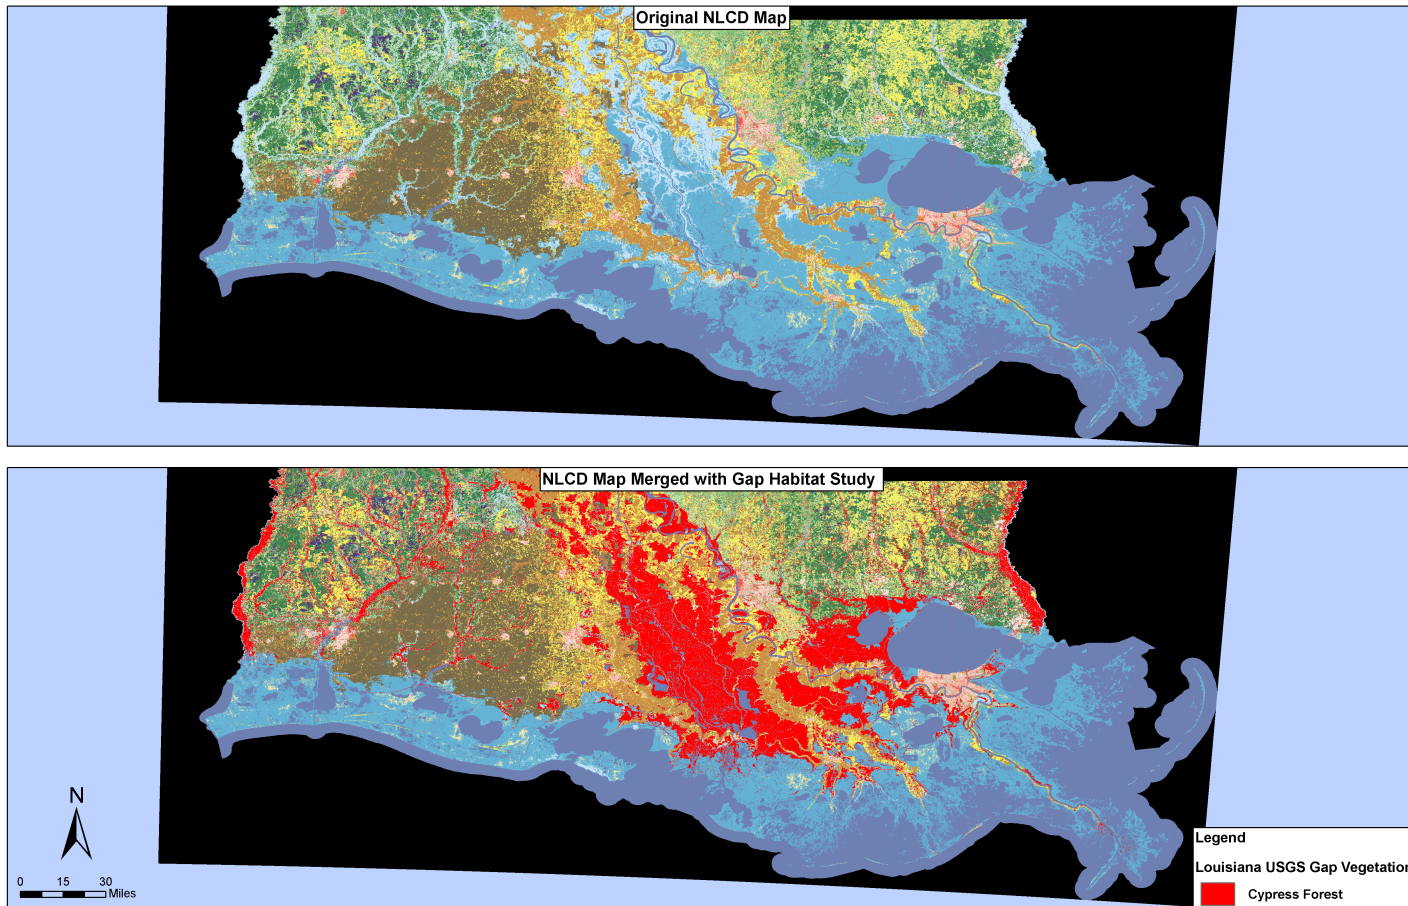 Original NLCD Map
NLCD Map Merged with Gap Habitat Study
N
0 15 30
Miles
Legend
Louisiana USGS Gap Vegetation
Cypress Forest